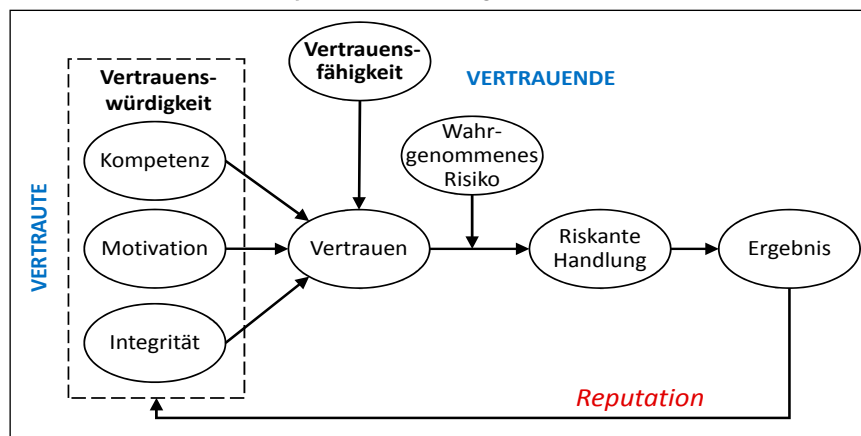 Vertrauens-
fähigkeit
VERTRAUENDE
Vertrauens-
würdigkeit
VERTRAUTE
Kompetenz
Motivation
Integrität
Vertrauen
Wahr-
genommenes
Risiko
Riskante
Handlung
Ergebnis
Reputation